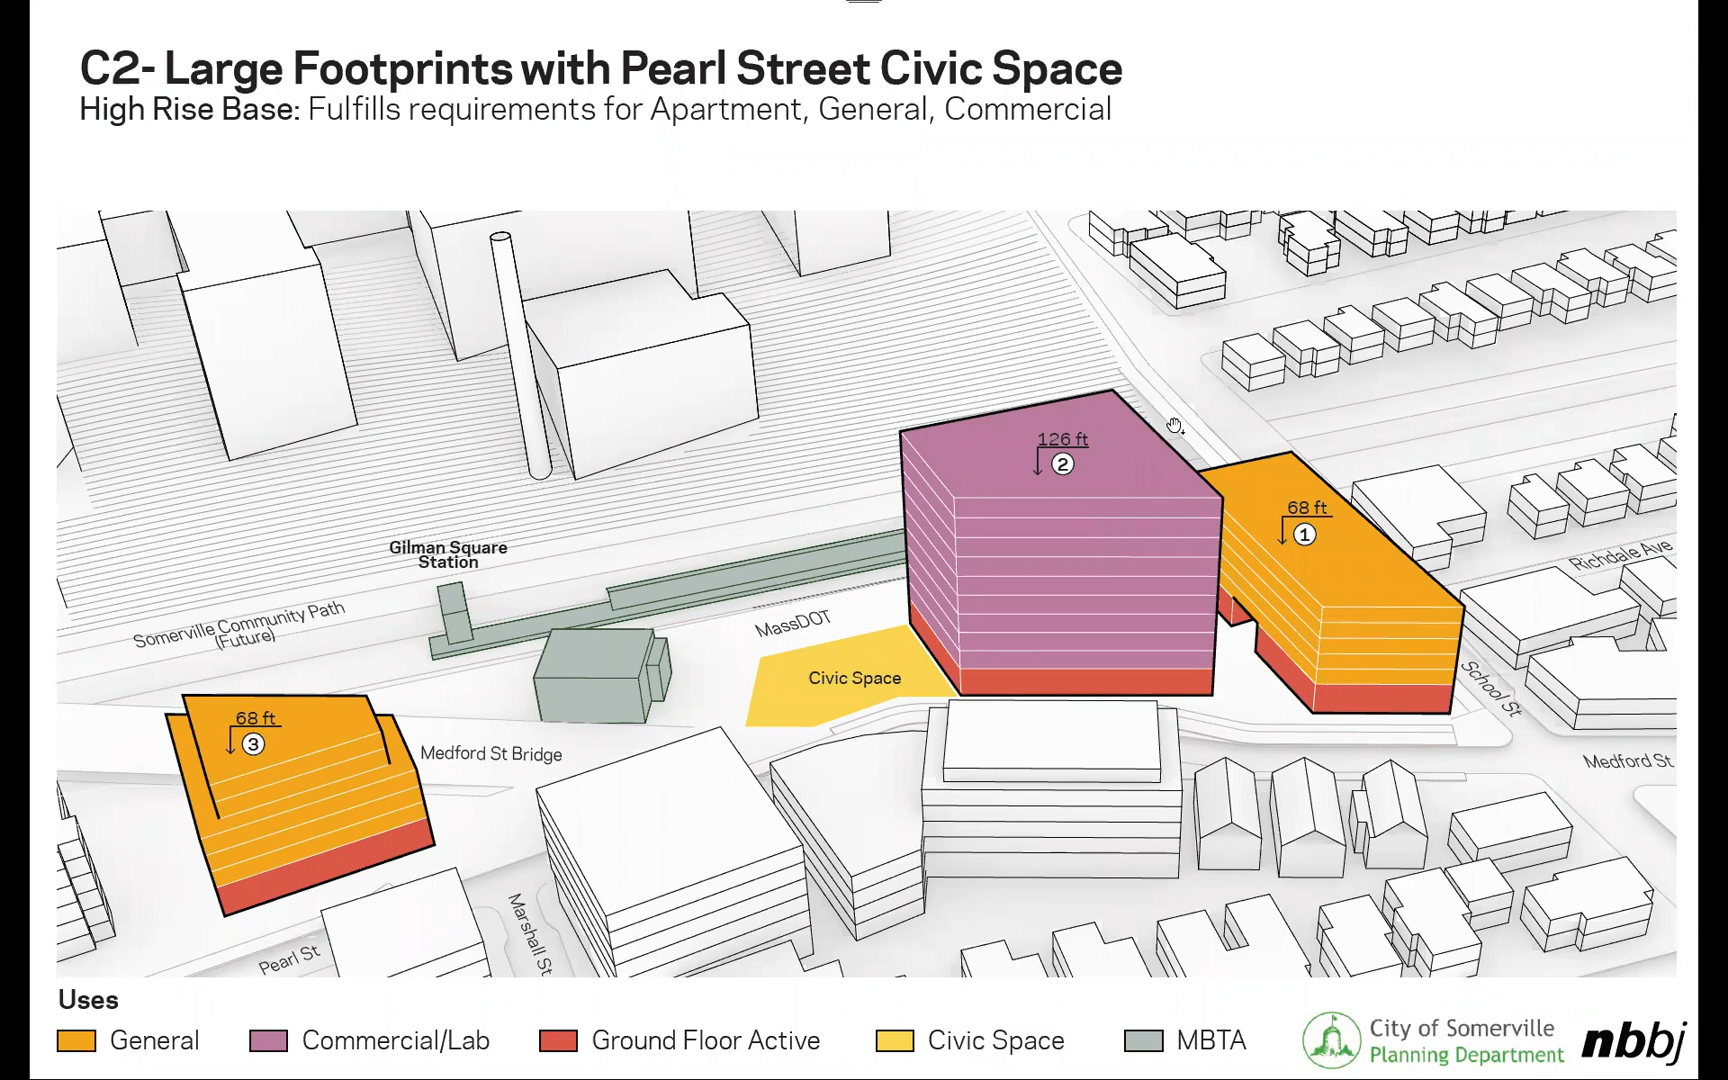 C2- Large Footprints with Pearl Street Civic Space
High Rise Base: Fulfills requirements for Apartment, General, Commercial
126 ft
2
68 ft
1
Gilman Square
Station
Richdale Ave
Somerville Community Path
(Future)
MassDOT
Civic Space
School St
68 ft
3
Medford St Bridge
Medford St
Marshall St
Pearl St
Uses
General
Commercial/Lab
Ground Floor Active
Civic Space
MBTA
City of Somerville
Planning Department
nbbj